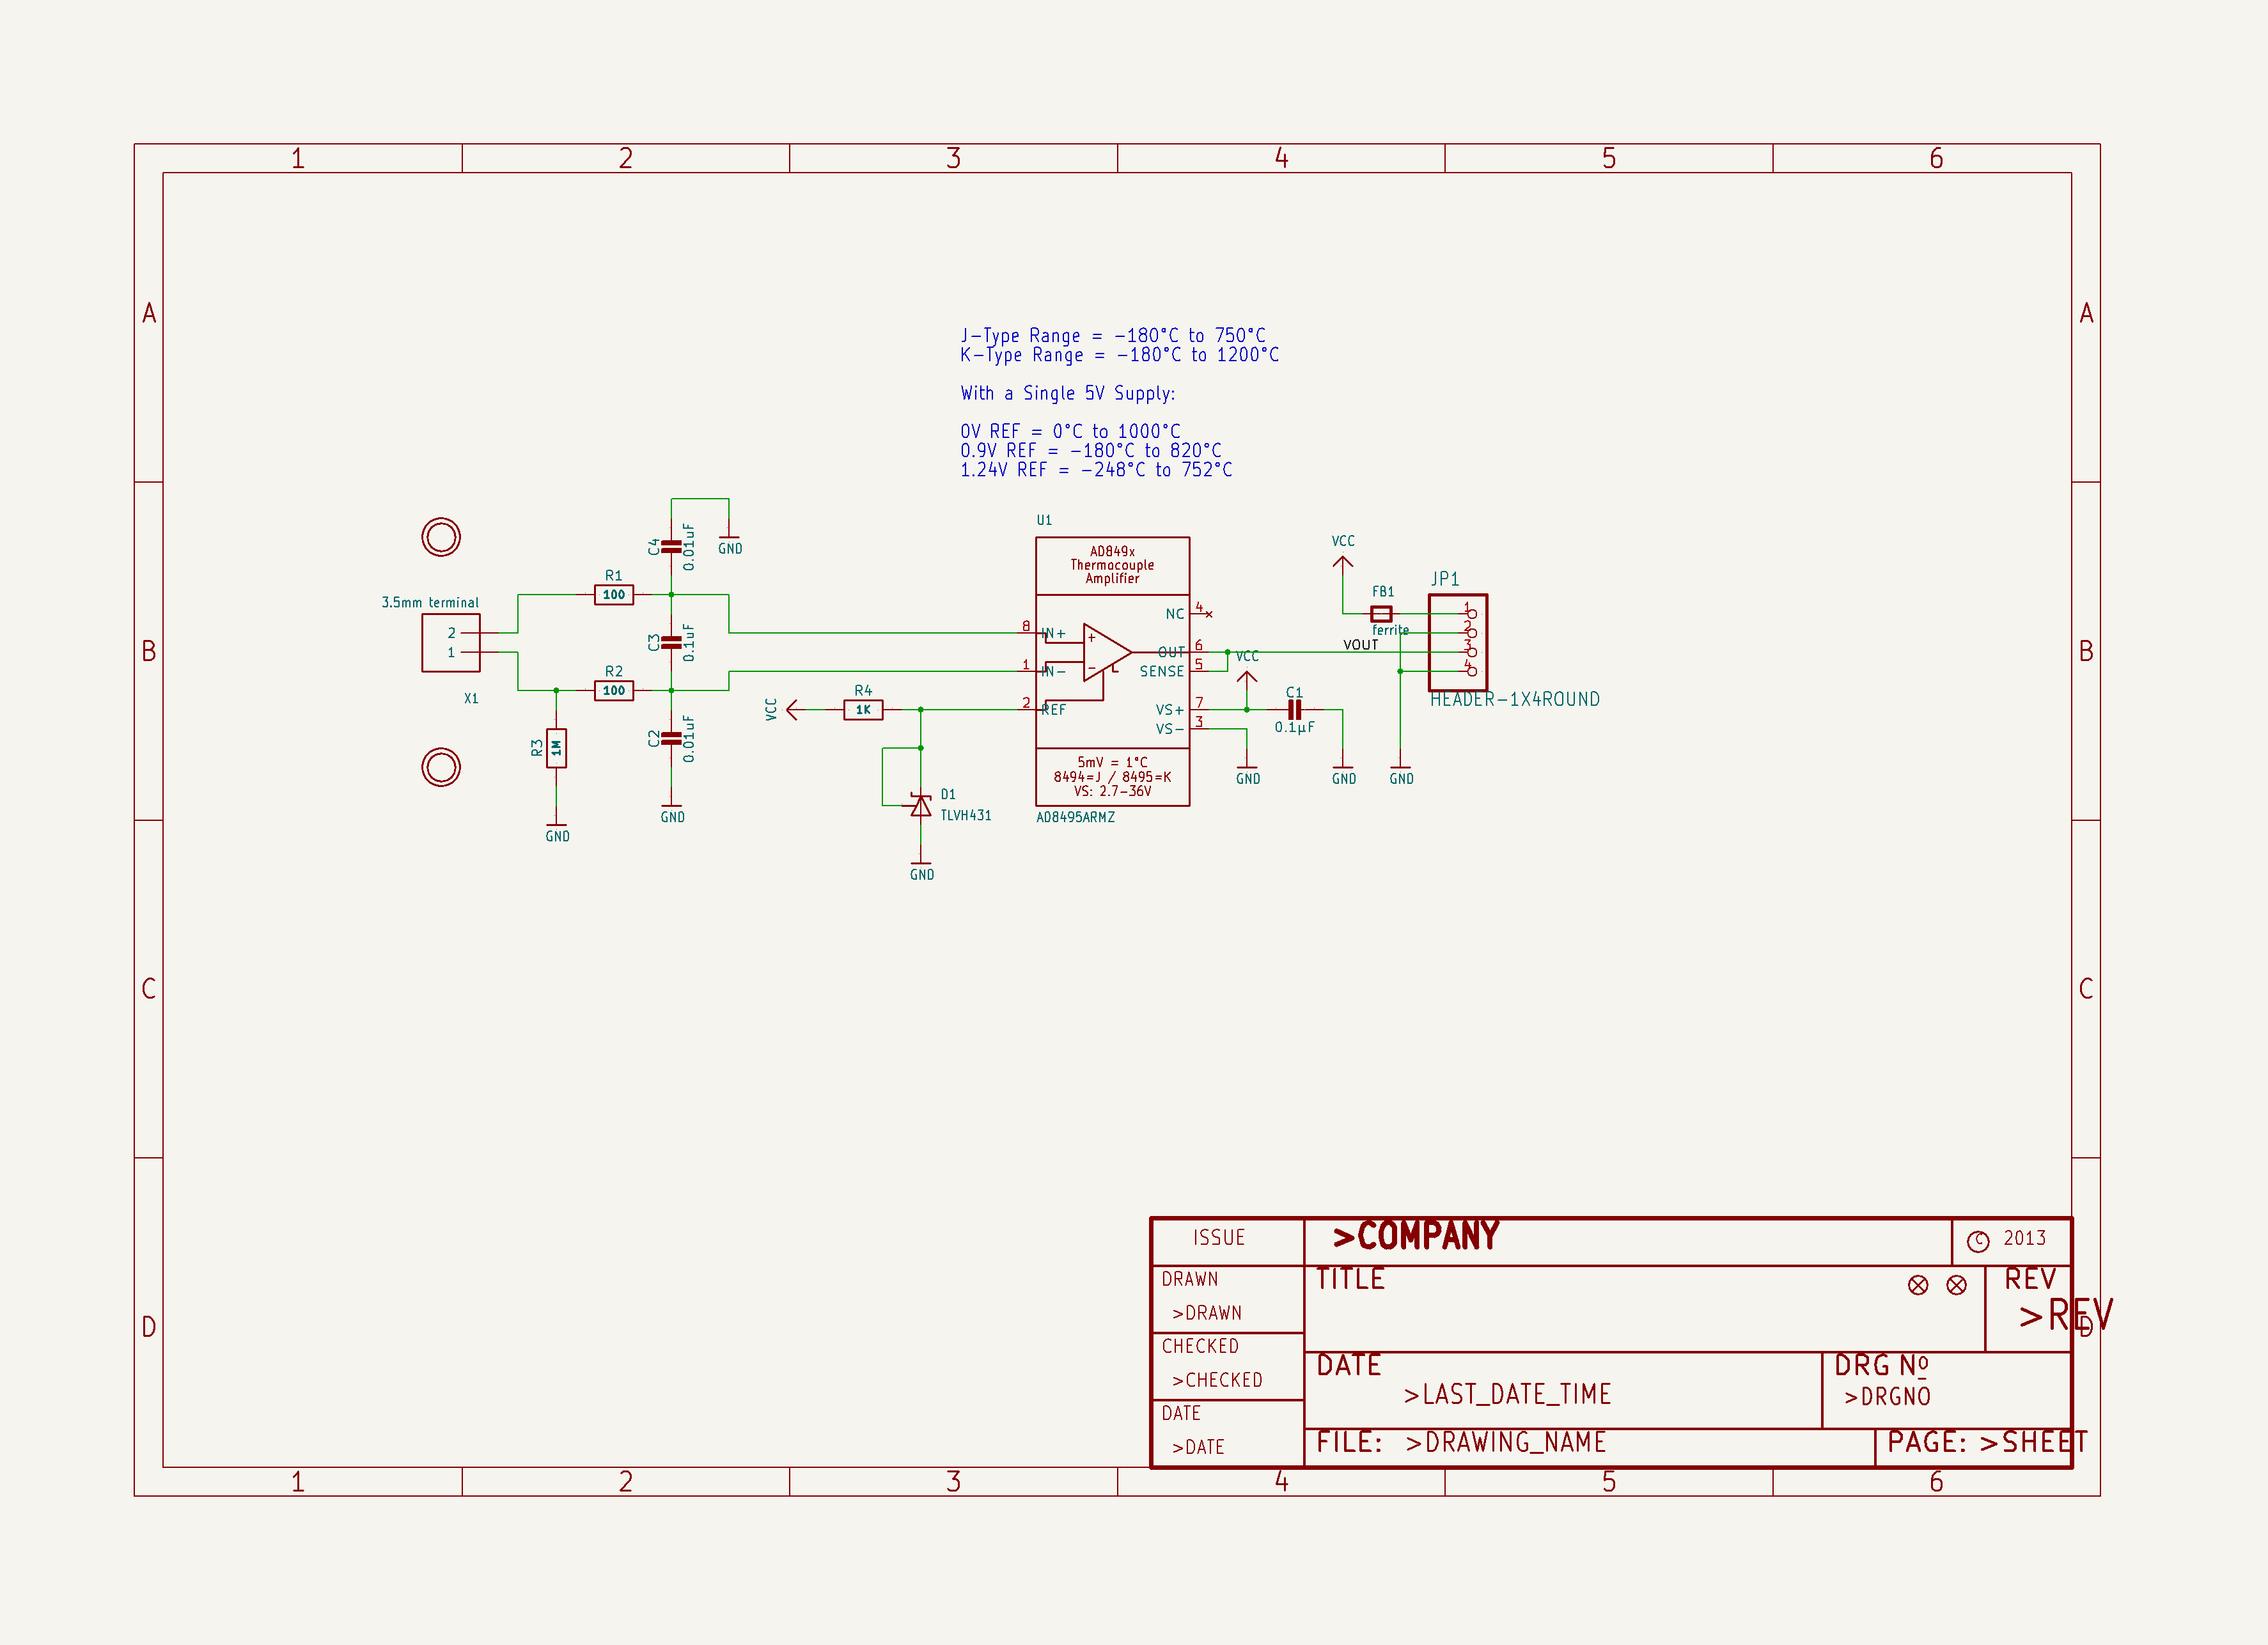 1 2 3 4 5 6
A A
J-Type Range = -180°C to 750°C
K-Type Range = -180°C to 1200°C
With a Single 5V Supply:
0V REF = 0°C to 1000°C
0.9V REF = -180°C to 820°C
1.24V REF = -248°C to 752°C
B B
3.5mm terminal
2
1
X1
R1
100
R2
100
R3
1M
C4
0.01uF
GND
C3
0.1uF
C2
0.01uF
GND
GND
VCC
R4
1K
D1
TLVH431
GND
U1
AD849x
Thermocouple
Amplifier
8 IN+
1 IN-
2 REF
+
-
NC 4
OUT 6
SENSE 5
VS+ 7
VS- 3
5mV = 1°C
8494=J / 8495=K
VS: 2.7-36V
AD8495ARMZ
VCC
C1
0.1µF
GND
GND
GND
VCC
FB1
ferrite
VOUT
JP1
1
2
3
4
HEADER-1X4ROUND
C C
D D
ISSUE
>COMPANY
C 2013
DRAWN
>DRAWN
TITLE
REV
>REV
CHECKED
>CHECKED
DATE
>LAST_DATE_TIME
DRG Nº
>DRGNO
DATE
>DATE
FILE: >DRAWING_NAME
PAGE: >SHEET
1 2 3 4 5 6